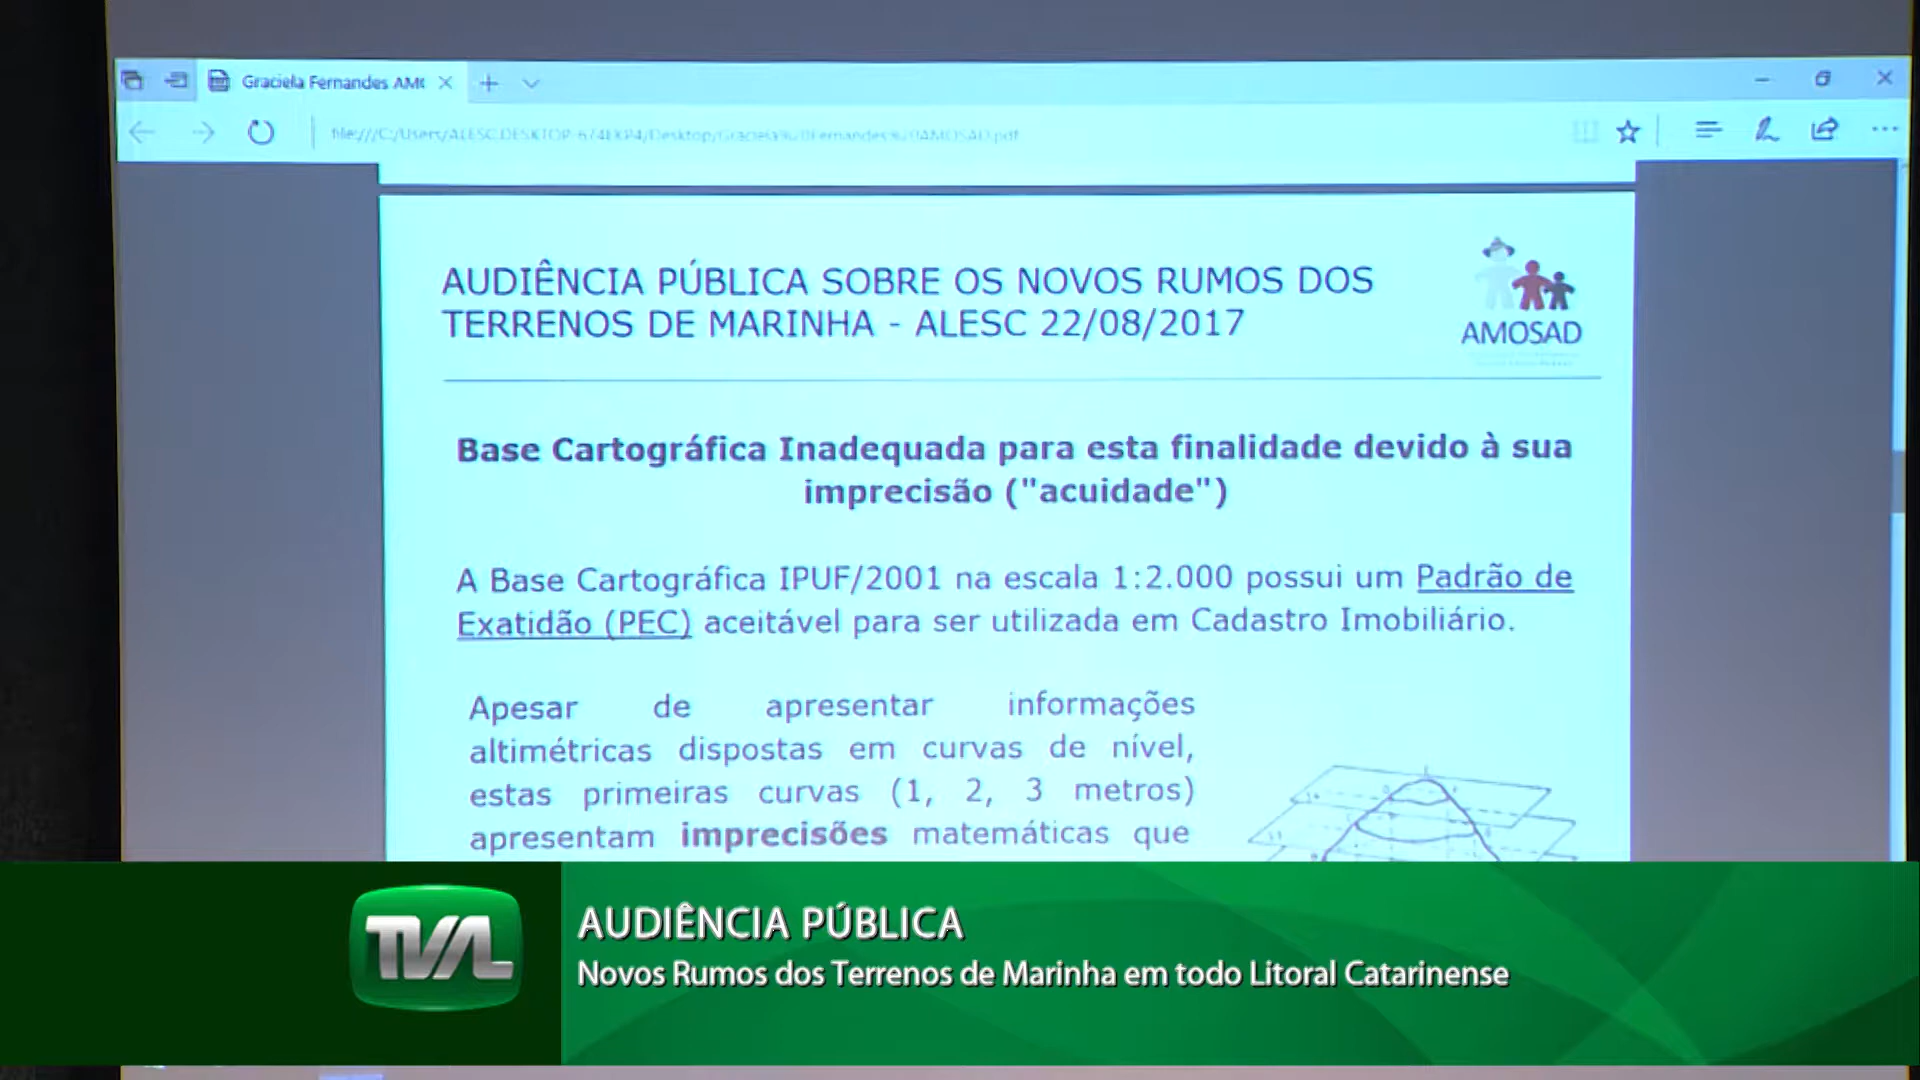 Graciela Fernandes AM
AUDIÊNCIA PÚBLICA SOBRE OS NOVOS RUMOS DOS
TERRENOS DE MARINHA - ALESC 22/08/2017
AMOSAD
Base Cartográfica Inadequada para esta finalidade devido à sua
imprecisão ("acuidade")
A Base Cartográfica IPUF/2001 na escala 1:2.000 possui um Padrão de
Exatidão (PEC) aceitável para ser utilizada em Cadastro Imobiliário.
Apesar de apresentar informações
altimétricas dispostas em curvas de nível,
estas primeiras curvas (1, 2, 3 metros)
apresentam imprecisões matemáticas que
TVAL
AUDIÊNCIA PÚBLICA
Novos Rumos dos Terrenos de Marinha em todo Litoral Catarinense